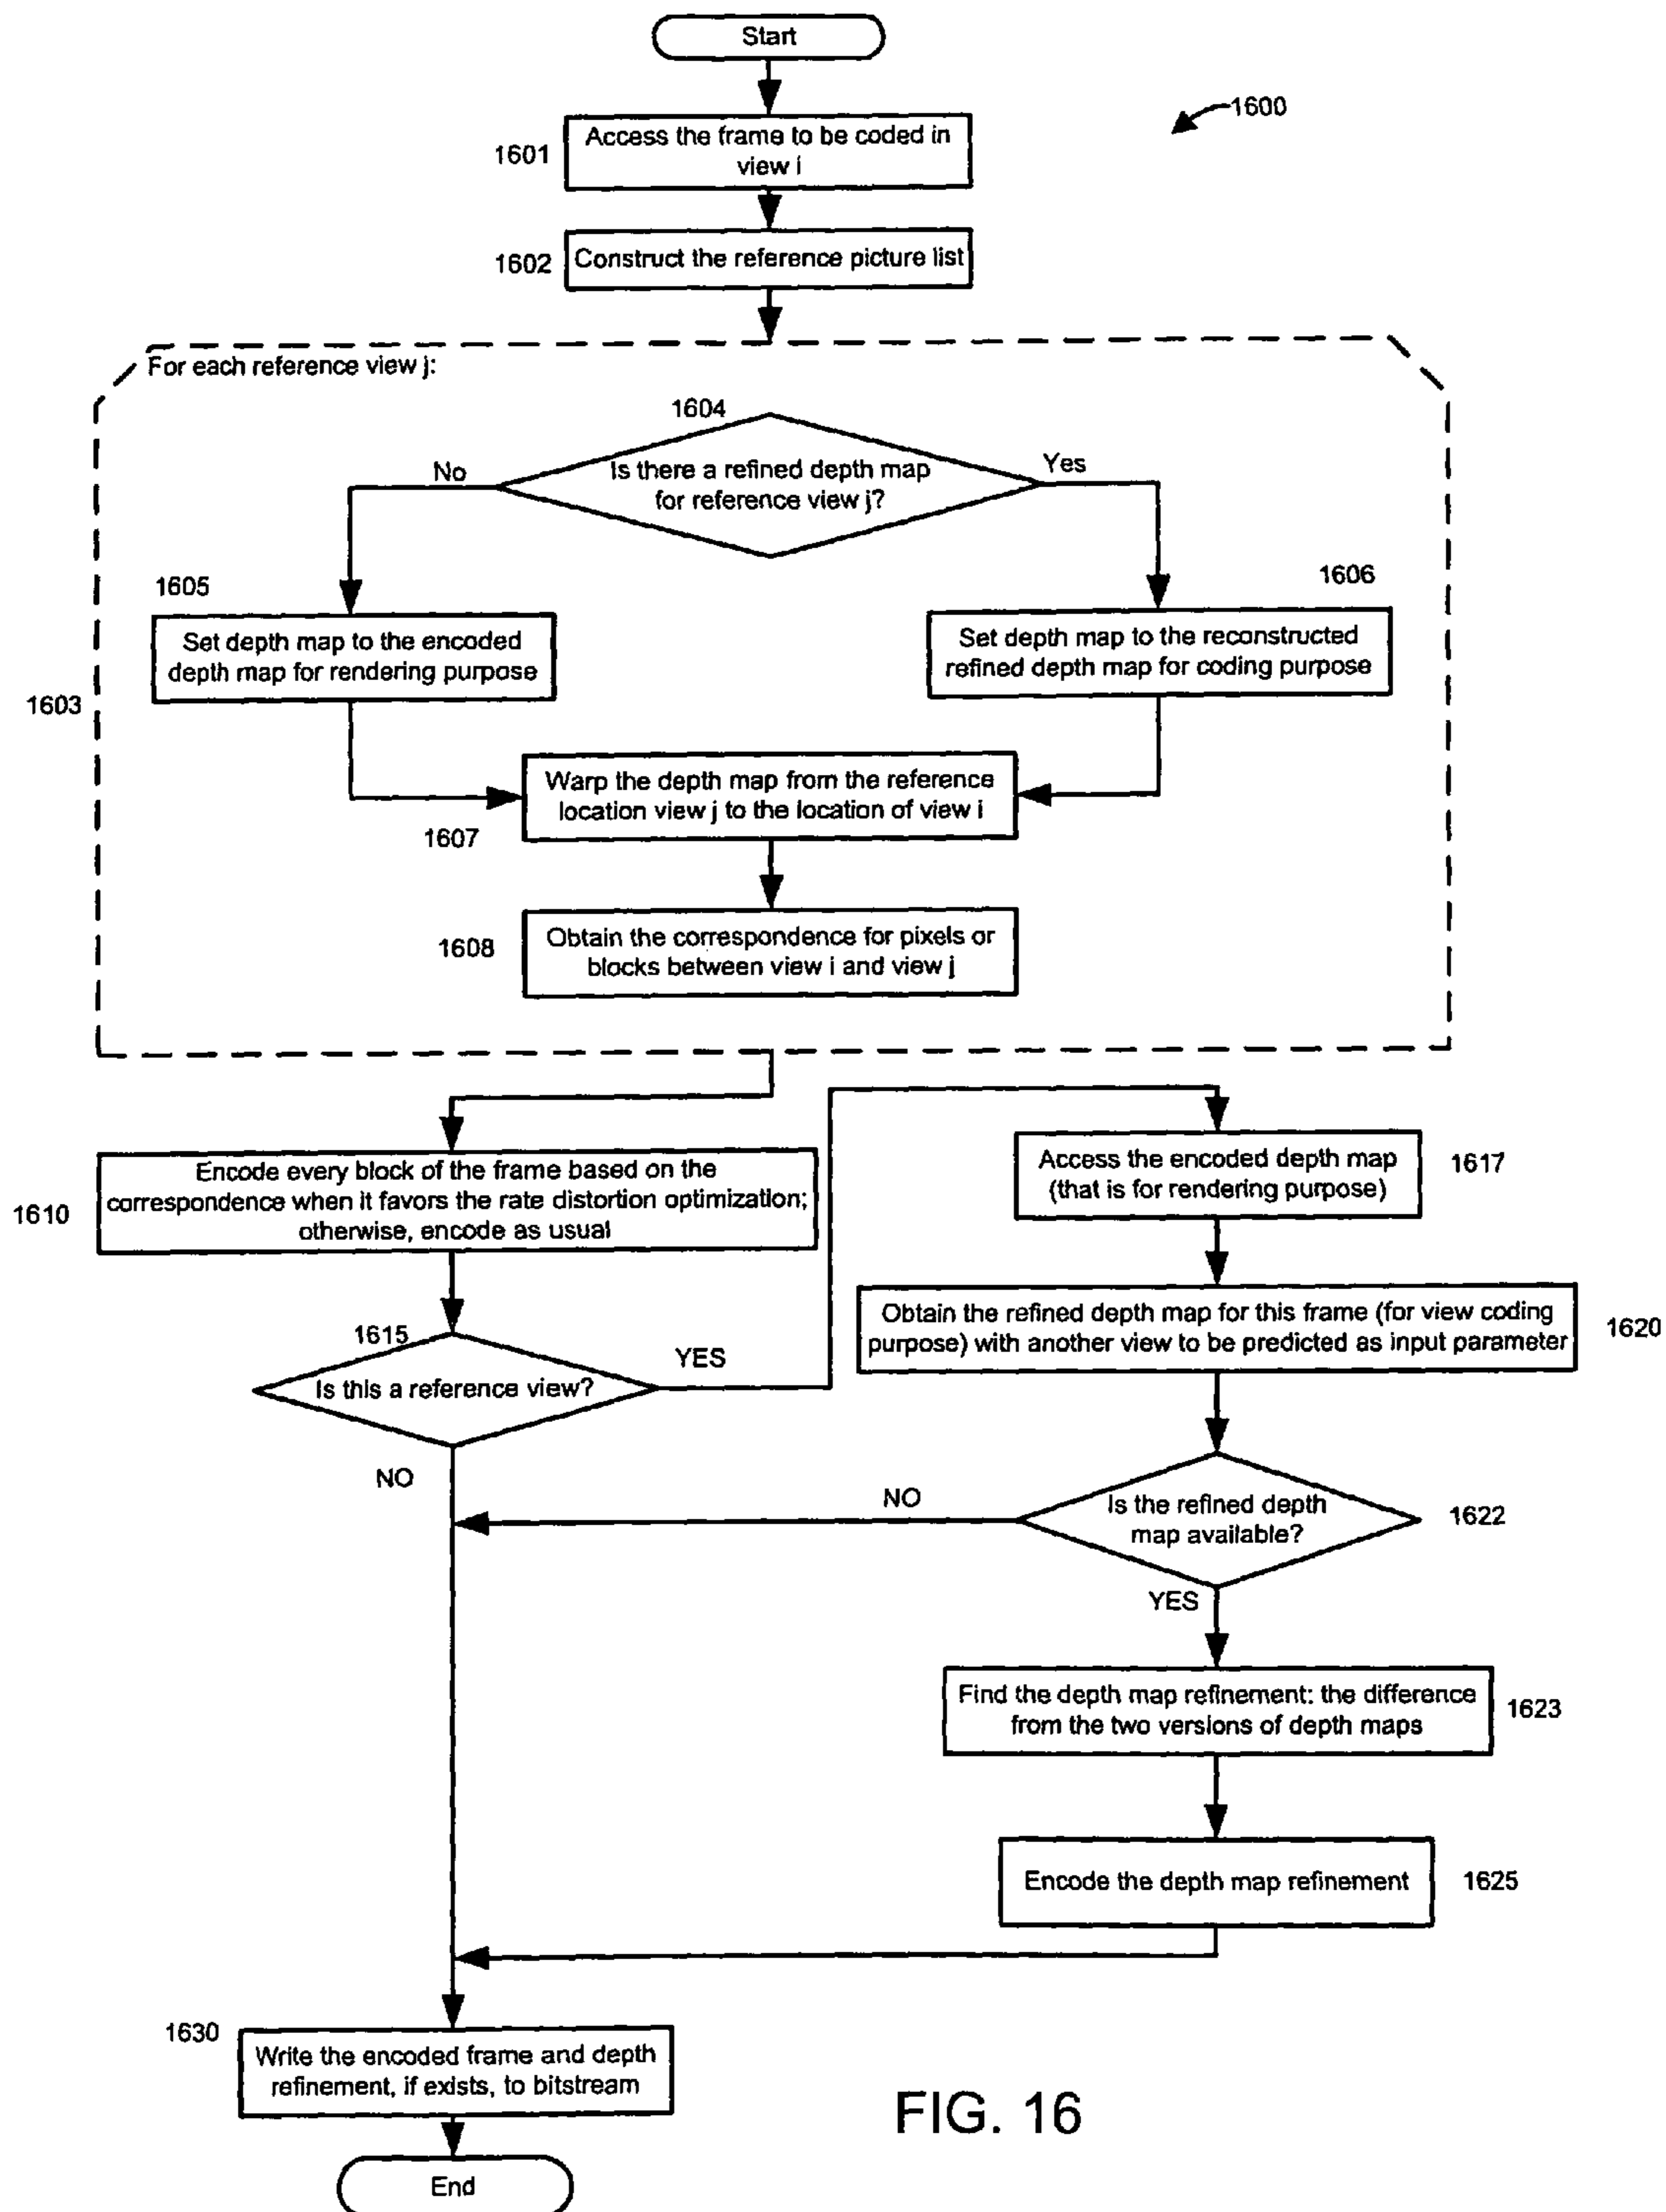 Start
1600
1601
Access the frame to be coded in
view i
1602
Construct the reference picture list
For each reference view j:
1604
No
Is there a refined depth map
for reference view j?
Yes
1605
Set depth map to the encoded
depth map for rendering purpose
1606
Set depth map to the reconstructed
refined depth map for coding purpose
1603
Warp the depth map from the reference
location view j to the location of view i
1607
1608
Obtain the correspondence for pixels or
blocks between view i and view j
1610
Encode every block of the frame based on the
correspondence when it favors the rate distortion optimization;
otherwise, encode as usual
Access the encoded depth map
(that is for rendering purpose)
1617
Obtain the refined depth map for this frame (for view coding
purpose) with another view to be predicted as input parameter
1620
1615
Is this a reference view?
YES
NO
NO
Is the refined depth
map available?
1622
YES
Find the depth map refinement: the difference
from the two versions of depth maps
1623
Encode the depth map refinement
1625
1630
Write the encoded frame and depth
refinement, if exists, to bitstream
End
FIG. 16